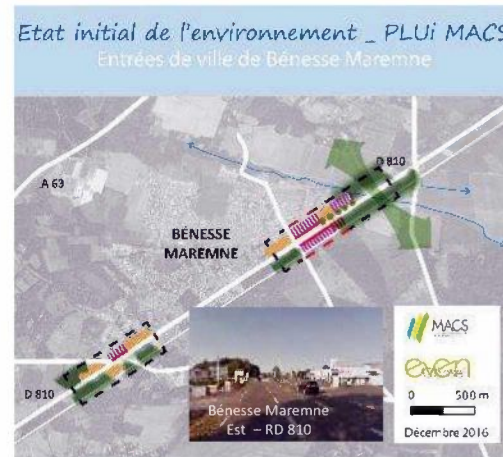 Etat initial de l'environnement _ PLUi MACS
Entrées de ville de Bénesse Maremne
D 810
A 63
BÉNESSE
MAREMNE
D 810
Bénesse Maremne
Est – RD 810
MACS
even
0 500 m
Décembre 2016